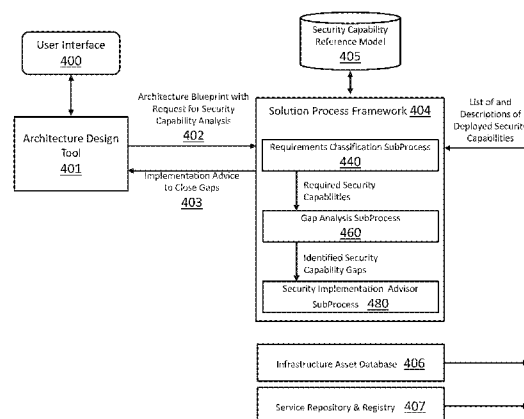 User Interface
400
Security Capability
Reference Model
405
Architecture Blueprint with
Request for Security
Capability Analysis
402
Architecture Design
Tool
401
Implementation Advice
to Close Gaps
403
Solution Process Framework 404
Requirements Classification SubProcess
440
Required Security
Capabilities
Gap Analysis SubProcess
460
Identified Security
Capability Gaps
Security Implementation Advisor
SubProcess 480
List of and
Descriptions of
Deployed Security
Capabilities
Infrastructure Asset Database 406
Service Repository & Registry 407